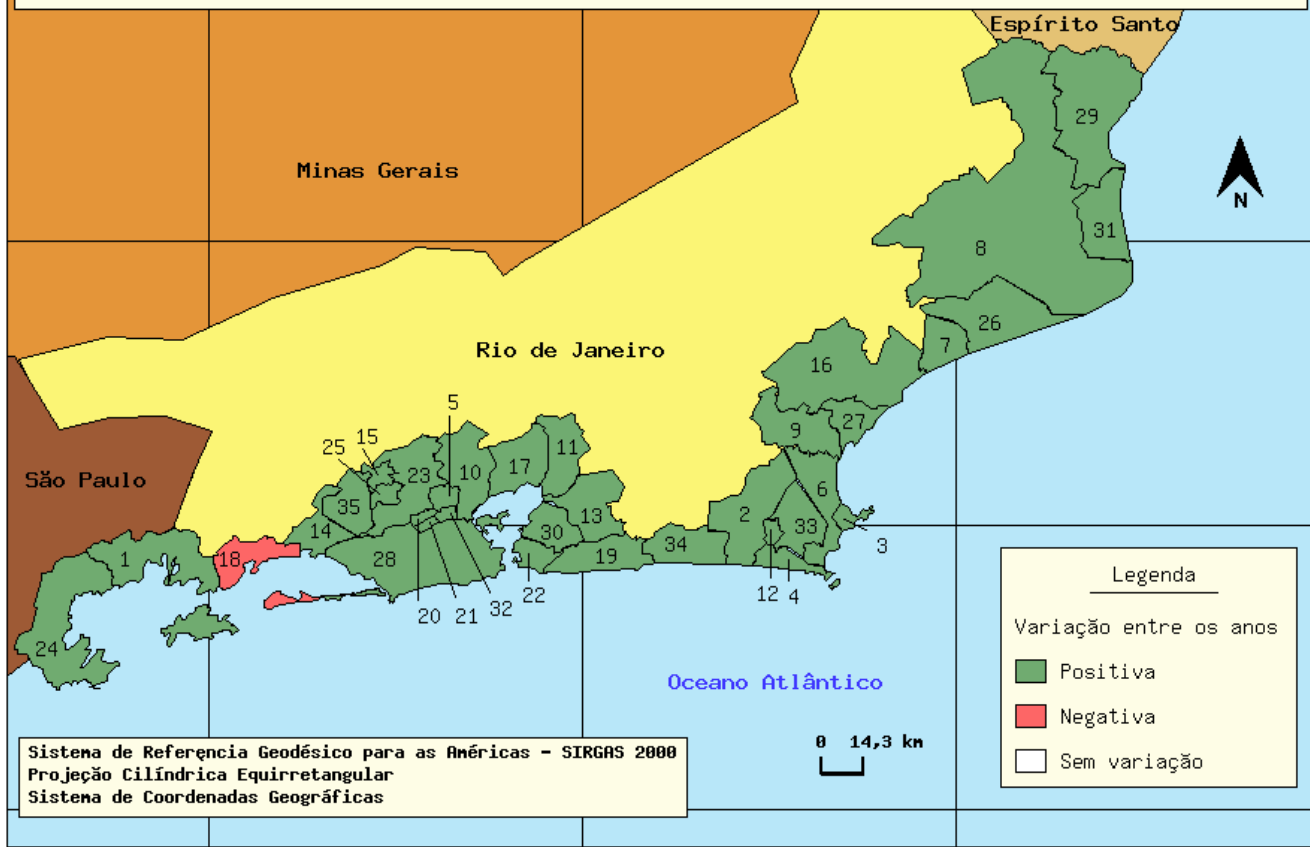 Espírito Santo
29
Minas Gerais
N
31
8
26
Rio de Janeiro
7
16
5
27
15
9
25
11
17
23
10
São Paulo
6
35
2
13
14
30
33
34
28
19
18
1
3
22
12
4
32
20
21
24
Oceano Atlântico
Legenda
Variação entre os anos
Positiva
Negativa
Sem variação
0 14,3 km
Sistema de Referençia Geodésico para as Américas - SIRGAS 2000
Projeção Cilíndrica Equirretangular
Sistema de Coordenadas Geográficas